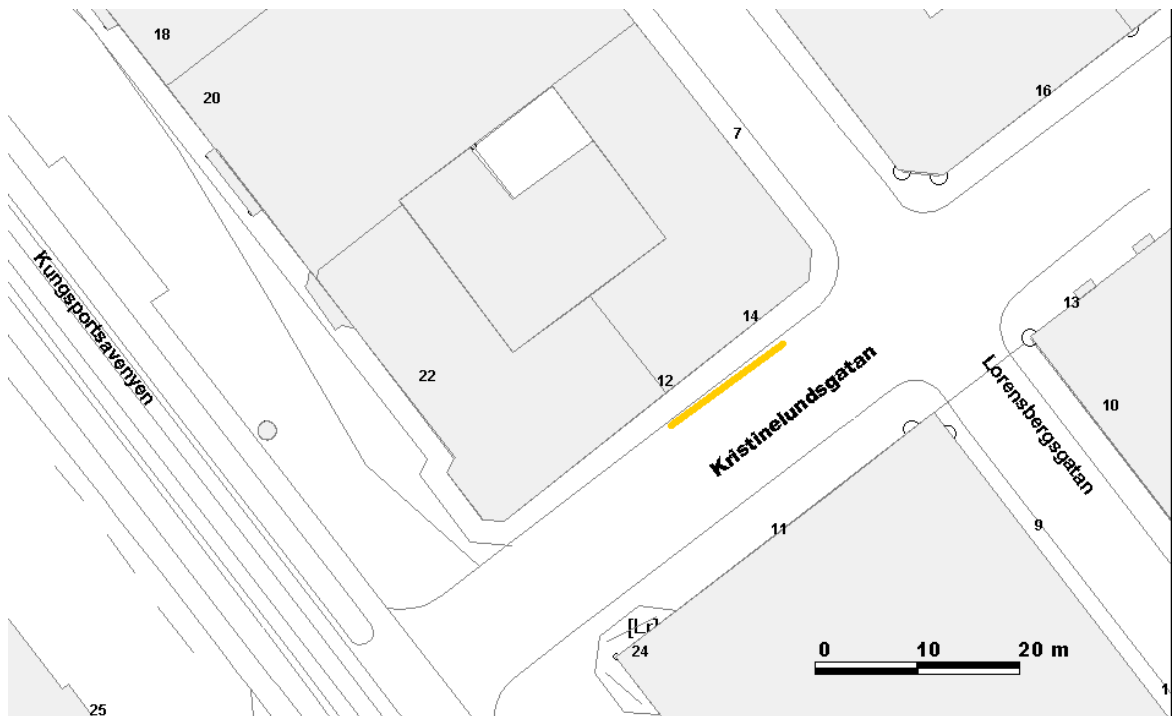 18
20
7
16
Kungsportsavenyen
14
13
22
12
Kristinelundsgatan
Lorensbergsgatan
10
11
9
[Lr]
24
0 10 20 m
25